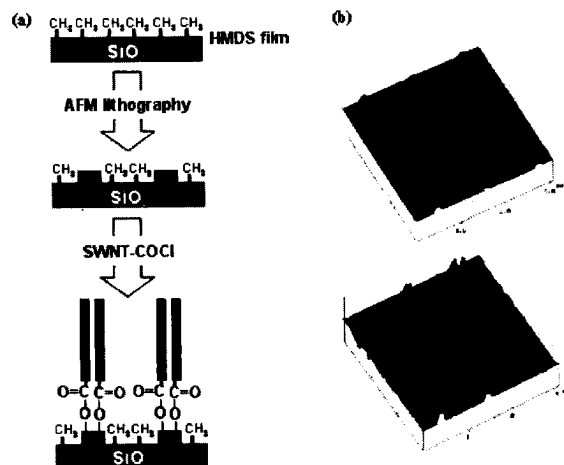 (a)
CH₃ CH₃ CH₃ CH₃ CH₃ CH₃
HMDS film
SiO
AFM lithography
CH₃ CH₃ CH₃ CH₃
SiO
SWNT-COCl
O=C C=O O=C C=O
O O O O
CH₃ CH₃ CH₃ CH₃
SiO
(b)